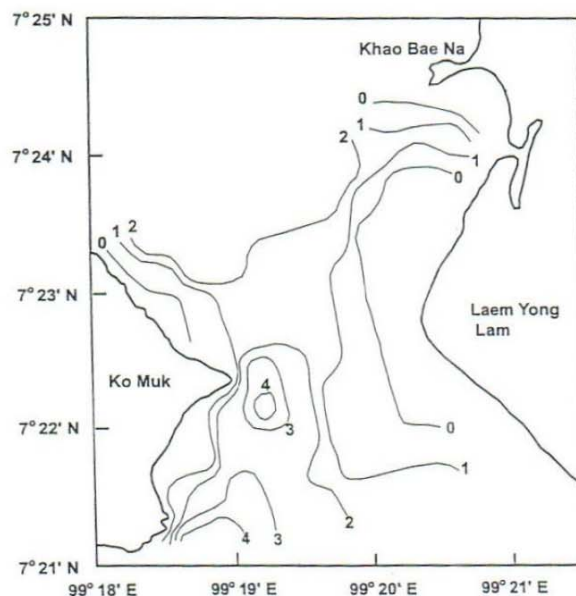 7° 25' N
Khao Bae Na
0
1
2
7° 24' N
1
0
0
1
2
7° 23' N
Laem Yong
Lam
Ko Muk
4
7° 22' N
3
0
1
2
3
4
7° 21' N
99° 18' E
99° 19' E
99° 20' E
99° 21' E